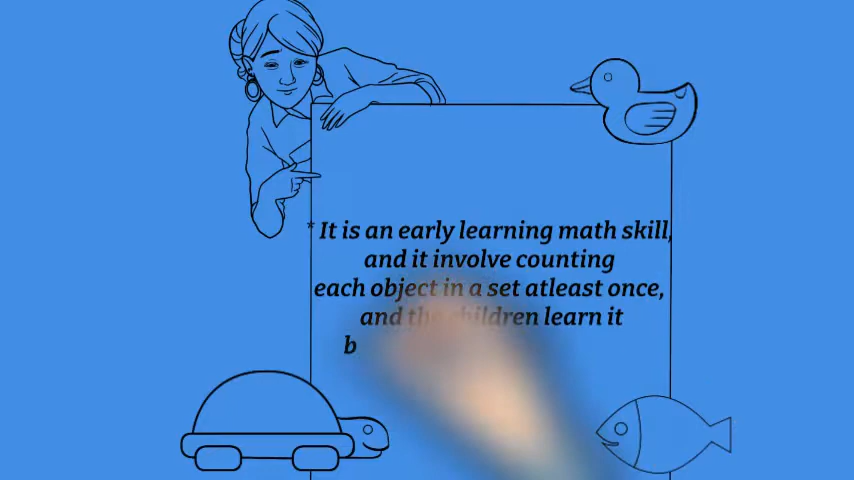 * It is an early learning math skill,
and it involve counting
each object in a set atleast once,
and the children learn it
b